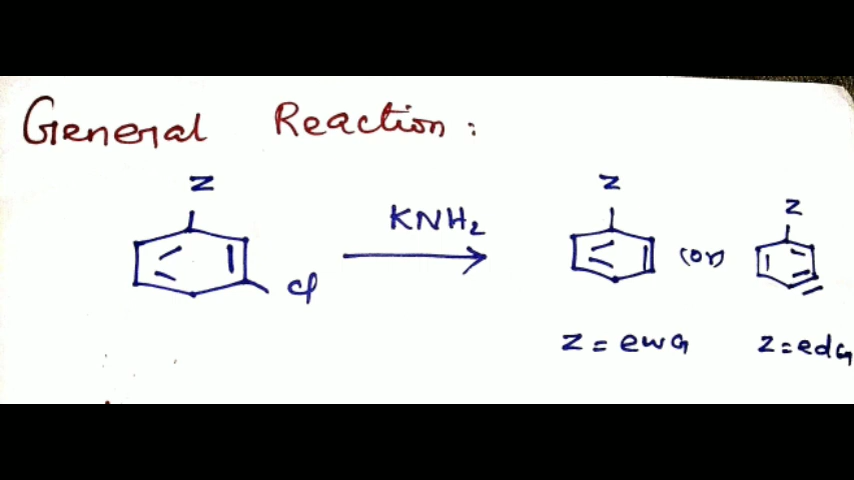 General Reaction:
Z Z Z
KNH2
(or)
Cl
Z = ewG Z = edG